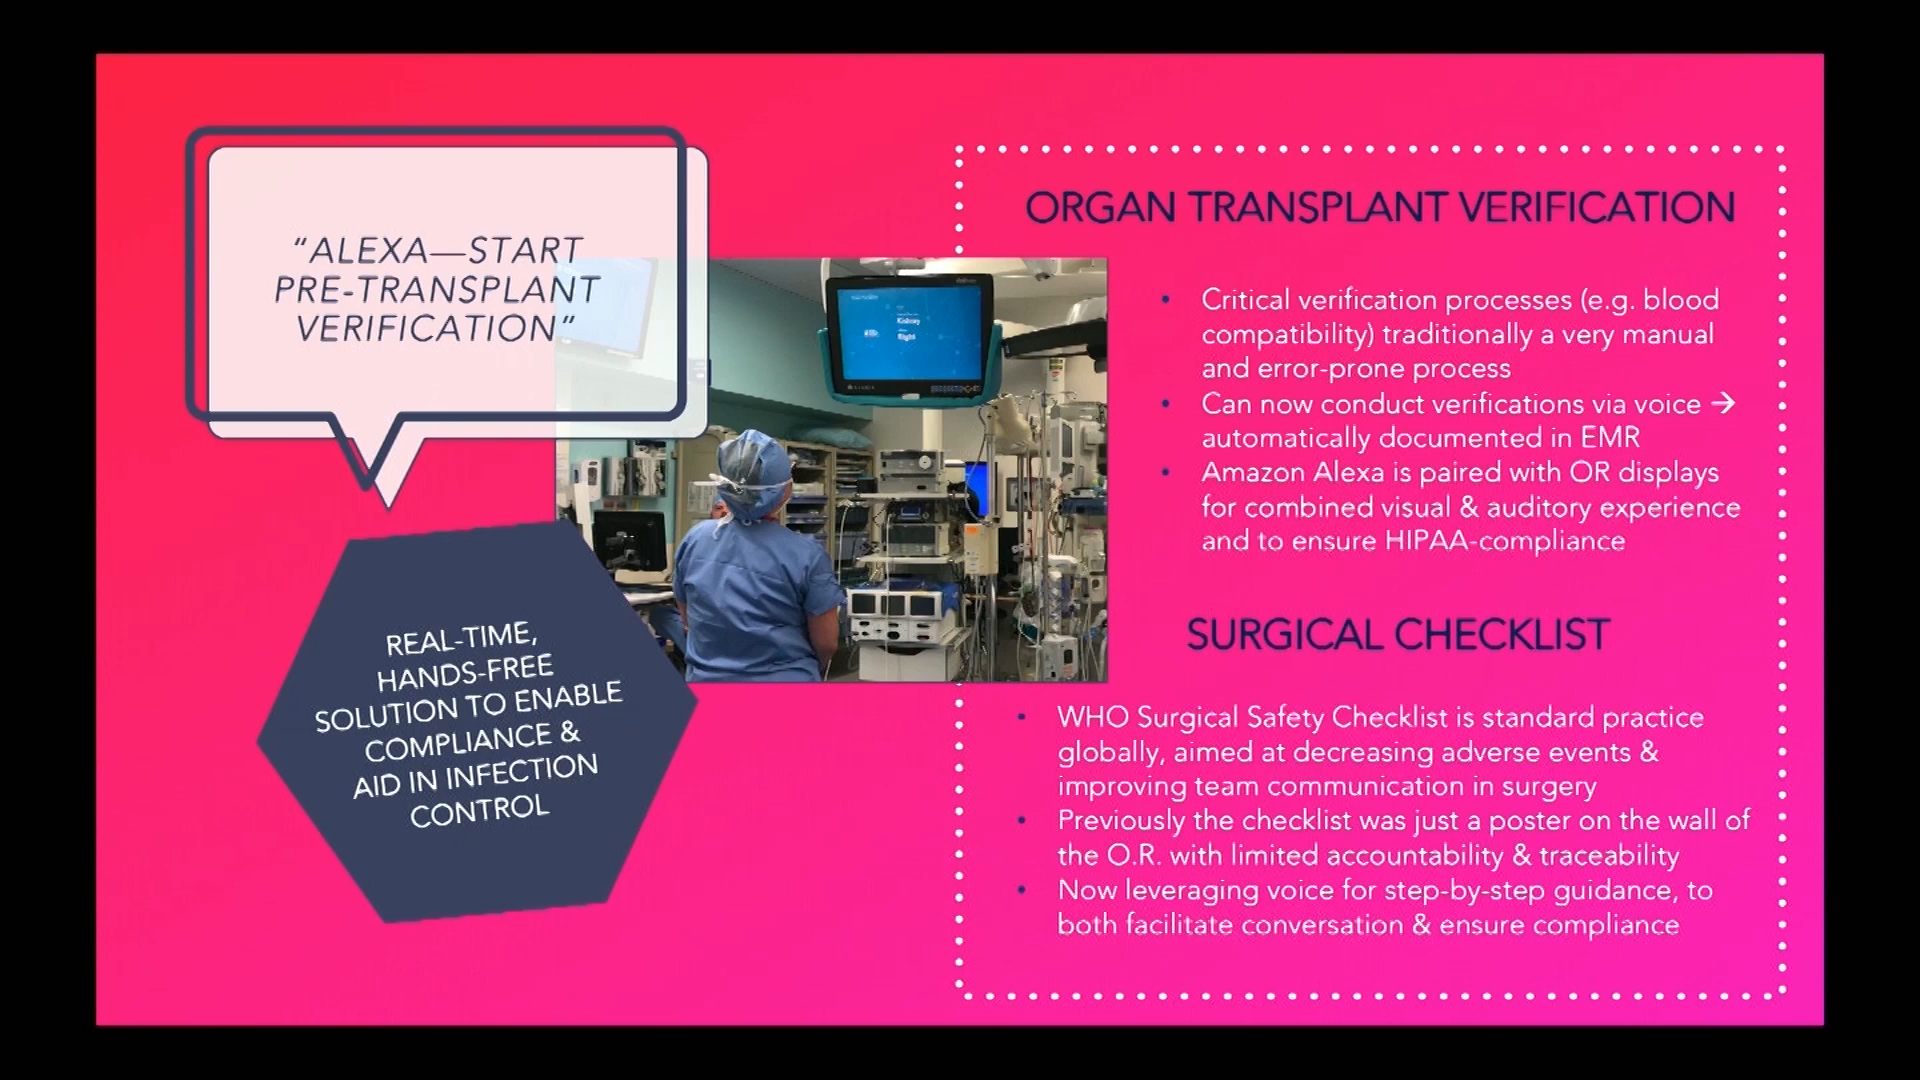 “ALEXA—START
PRE-TRANSPLANT
VERIFICATION”
REAL-TIME,
HANDS-FREE
SOLUTION TO ENABLE
COMPLIANCE &
AID IN INFECTION
CONTROL
Kidney
Right
ORGAN TRANSPLANT VERIFICATION
• Critical verification processes (e.g. blood
compatibility) traditionally a very manual
and error-prone process
• Can now conduct verifications via voice →
automatically documented in EMR
• Amazon Alexa is paired with OR displays
for combined visual & auditory experience
and to ensure HIPAA-compliance
SURGICAL CHECKLIST
• WHO Surgical Safety Checklist is standard practice
globally, aimed at decreasing adverse events &
improving team communication in surgery
• Previously the checklist was just a poster on the wall of
the O.R. with limited accountability & traceability
• Now leveraging voice for step-by-step guidance, to
both facilitate conversation & ensure compliance